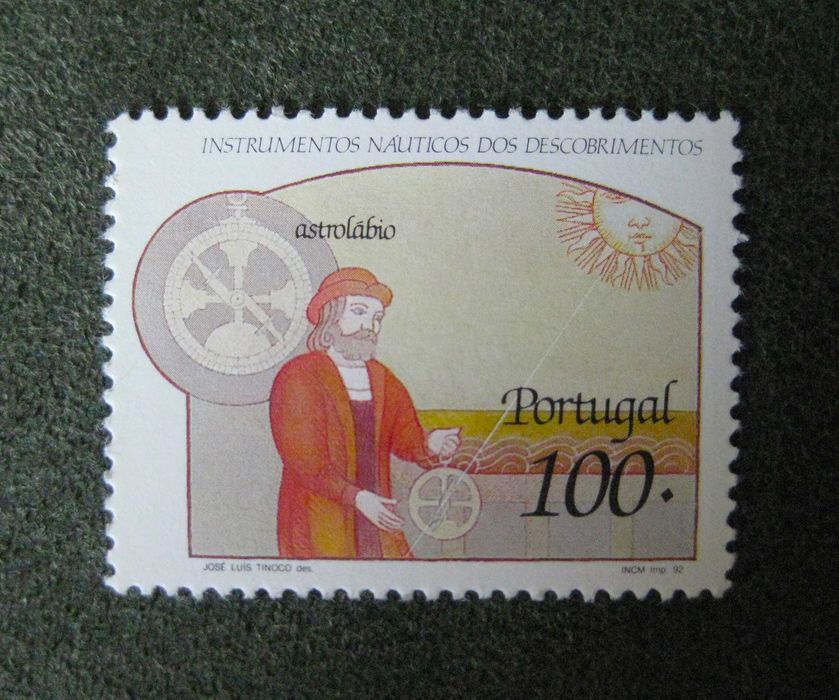 INSTRUMENTOS NÁUTICOS DOS DESCOBRIMENTOS
astrolábio
Portugal
100.
JOSÉ LUÍS TINOCO des.
INCM Imp. 92